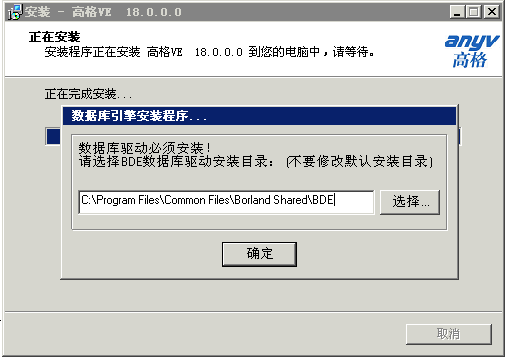 安装 - 高格VE 18.0.0.0
正在安装
安装程序正在安装 高格VE 18.0.0.0 到您的电脑中，请等待。
anyv
高格
正在完成安装...
数据库引擎安装程序...
数据库驱动必须安装！
请选择BDE数据库驱动安装目录： (不要修改默认安装目录)
C:\Program Files\Common Files\Borland Shared\BDE
选择...
确定
取消